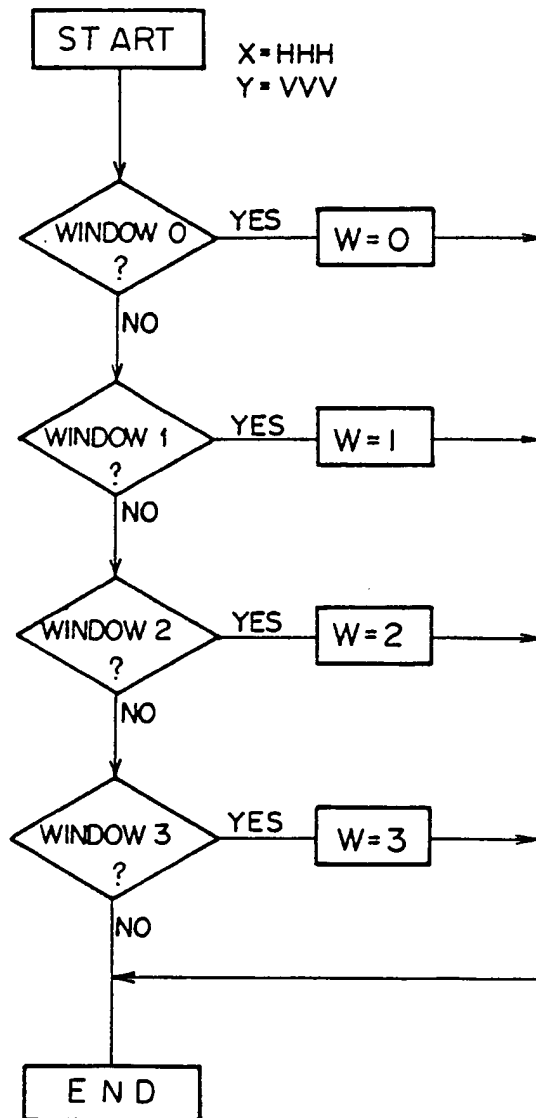 START
X=HHH
Y=VVV
WINDOW 0
?
YES
W=0
NO
WINDOW 1
?
YES
W=1
NO
WINDOW 2
?
YES
W=2
NO
WINDOW 3
?
YES
W=3
NO
END